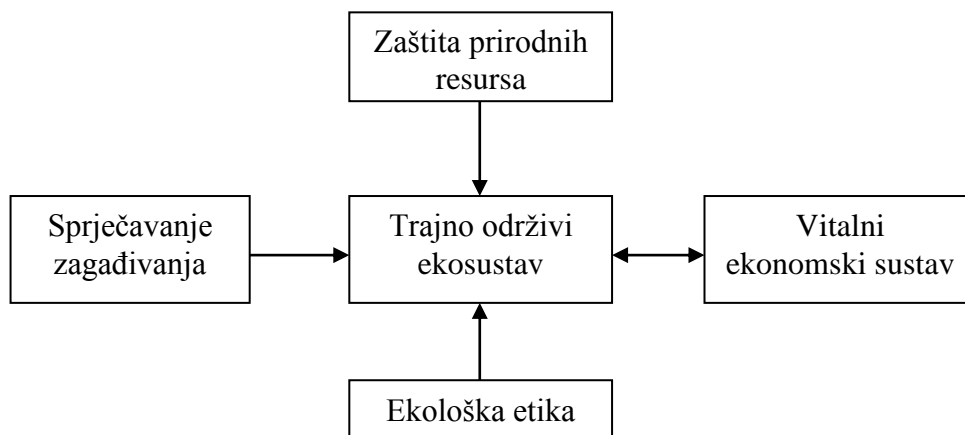 Zaštita prirodnih
resursa
Sprječavanje
zagađivanja
Trajno održivi
ekosustav
Vitalni
ekonomski sustav
Ekološka etika